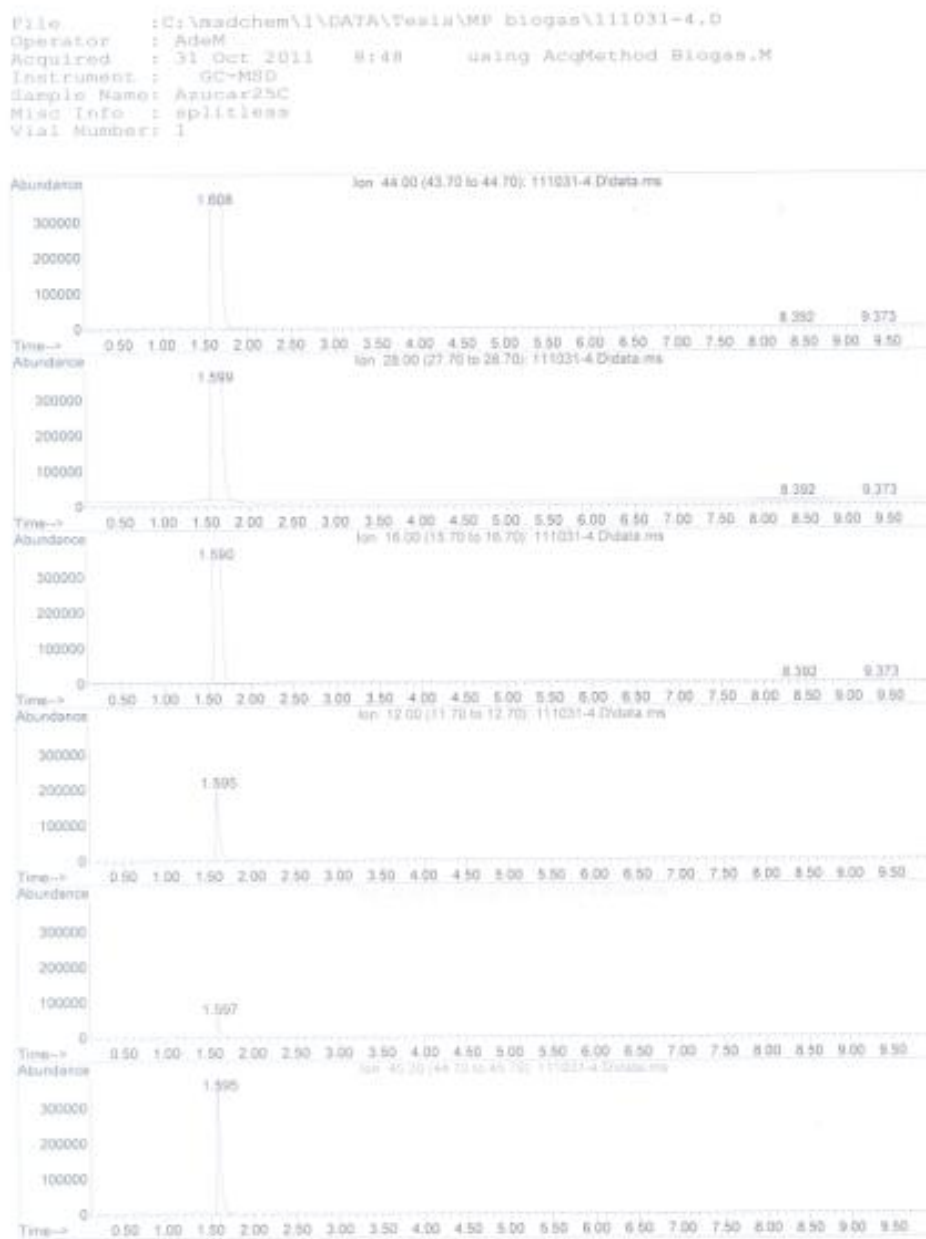 File :C:\msdchem\1\DATA\Tesis\MP biogas\111031-4.D
Operator : AdeM
Acquired : 31 Oct 2011 8:48 using AcqMethod Biogas.M
Instrument : GC-MSD
Sample Name: Azucar25C
Misc Info : splitless
Vial Number: 1
Abundance
Ion 44.00 (43.70 to 44.70): 111031-4.D\data.ms
1.608
300000
200000
100000
8.392 9.373
0
Time--> 0.50 1.00 1.50 2.00 2.50 3.00 3.50 4.00 4.50 5.00 5.50 6.00 6.50 7.00 7.50 8.00 8.50 9.00 9.50
Abundance
Ion 28.00 (27.70 to 28.70): 111031-4.D\data.ms
1.599
300000
200000
100000
8.392 9.373
0
Time--> 0.50 1.00 1.50 2.00 2.50 3.00 3.50 4.00 4.50 5.00 5.50 6.00 6.50 7.00 7.50 8.00 8.50 9.00 9.50
Abundance
Ion 16.00 (15.70 to 16.70): 111031-4.D\data.ms
1.590
300000
200000
100000
8.392 9.373
0
Time--> 0.50 1.00 1.50 2.00 2.50 3.00 3.50 4.00 4.50 5.00 5.50 6.00 6.50 7.00 7.50 8.00 8.50 9.00 9.50
Abundance
Ion 12.00 (11.70 to 12.70): 111031-4.D\data.ms
300000
1.595
200000
100000
0
Time--> 0.50 1.00 1.50 2.00 2.50 3.00 3.50 4.00 4.50 5.00 5.50 6.00 6.50 7.00 7.50 8.00 8.50 9.00 9.50
Abundance
300000
200000
100000
1.597
0
Time--> 0.50 1.00 1.50 2.00 2.50 3.00 3.50 4.00 4.50 5.00 5.50 6.00 6.50 7.00 7.50 8.00 8.50 9.00 9.50
Abundance
Ion (44.70 to 45.70): 111031-4.D\data.ms
1.595
300000
200000
100000
0
Time--> 0.50 1.00 1.50 2.00 2.50 3.00 3.50 4.00 4.50 5.00 5.50 6.00 6.50 7.00 7.50 8.00 8.50 9.00 9.50